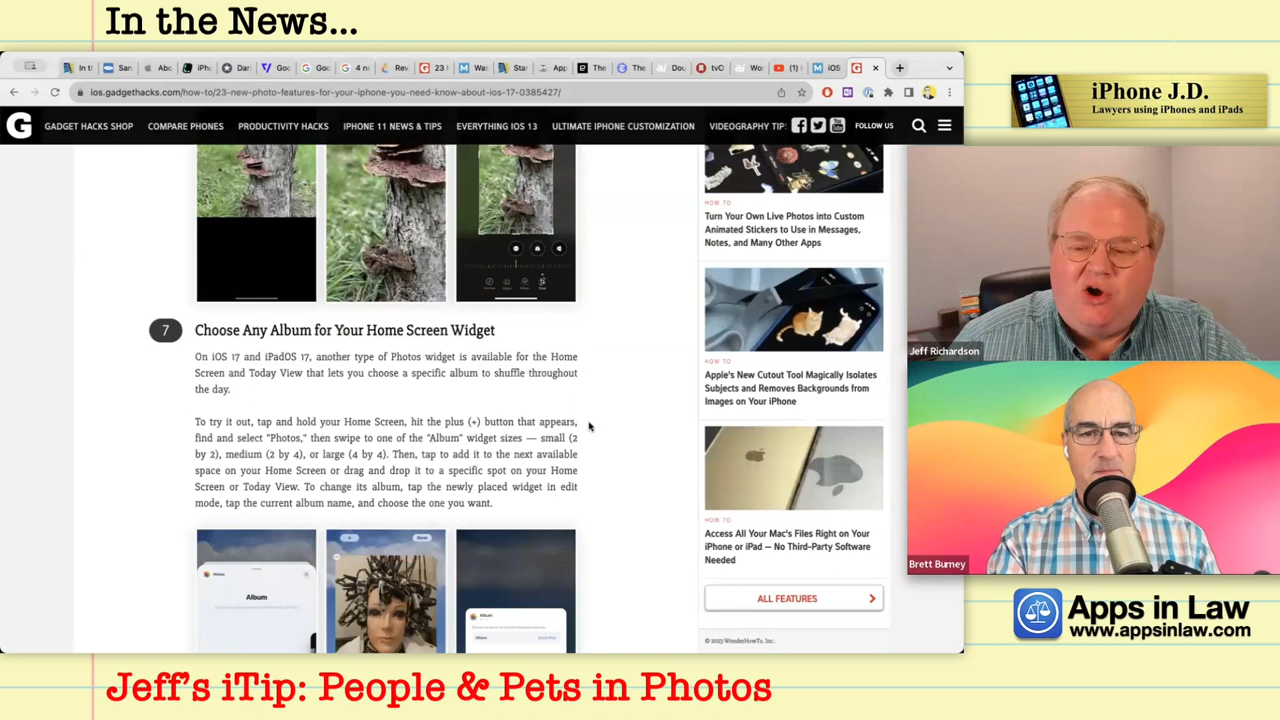 In the News...
ios.gadgethacks.com/how-to/23-new-photo-features-for-your-iphone-you-need-know-about-ios-17-0385427/
G GADGET HACKS SHOP COMPARE PHONES PRODUCTIVITY HACKS IPHONE 11 NEWS & TIPS EVERYTHING IOS 13 ULTIMATE IPHONE CUSTOMIZATION VIDEOGRAPHY TIP: FOLLOW US
7 Choose Any Album for Your Home Screen Widget
On iOS 17 and iPadOS 17, another type of Photos widget is available for the Home
Screen and Today View that lets you choose a specific album to shuffle throughout
the day.
To try it out, tap and hold your Home Screen, hit the plus (+) button that appears,
find and select "Photos," then swipe to one of the "Album" widget sizes — small (2
by 2), medium (2 by 4), or large (4 by 4). Then, tap to add it to the next available
space on your Home Screen or drag and drop it to a specific spot on your Home
Screen or Today View. To change its album, tap the newly placed widget in edit
mode, tap the current album name, and choose the one you want.
Album
HOW TO
Turn Your Own Live Photos into Custom
Animated Stickers to Use in Messages,
Notes, and Many Other Apps
HOW TO
Apple's New Cutout Tool Magically Isolates
Subjects and Removes Backgrounds from
Images on Your iPhone
HOW TO
Access All Your Mac's Files Right on Your
iPhone or iPad — No Third-Party Software
Needed
ALL FEATURES
© 2023 WonderHowTo, Inc.
iPhone J.D.
Lawyers using iPhones and iPads
Jeff Richardson
Brett Burney
Apps in Law
www.appsinlaw.com
Jeff's iTip: People & Pets in Photos